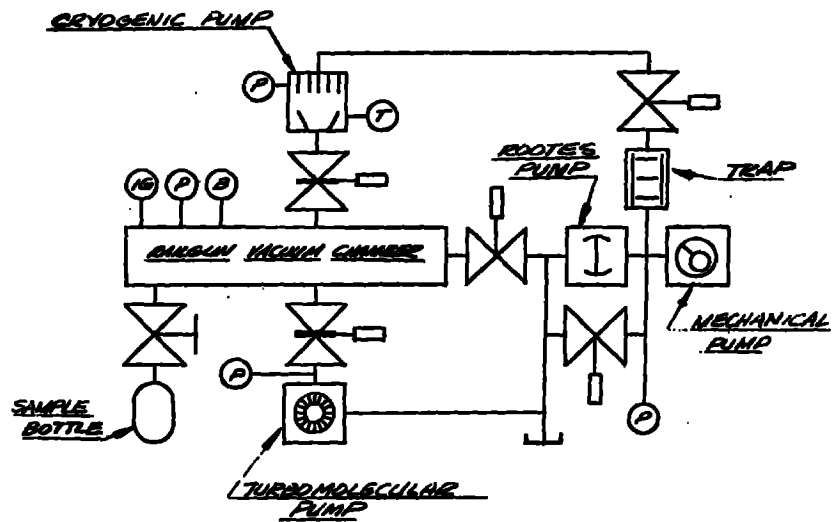 CRYOGENIC PUMP
P
T
ROOTES
PUMP
TRAP
IG
P
B
RAILGUN VACUUM CHAMBER
MECHANICAL
PUMP
P
SAMPLE
BOTTLE
P
TURBOMOLECULAR
PUMP